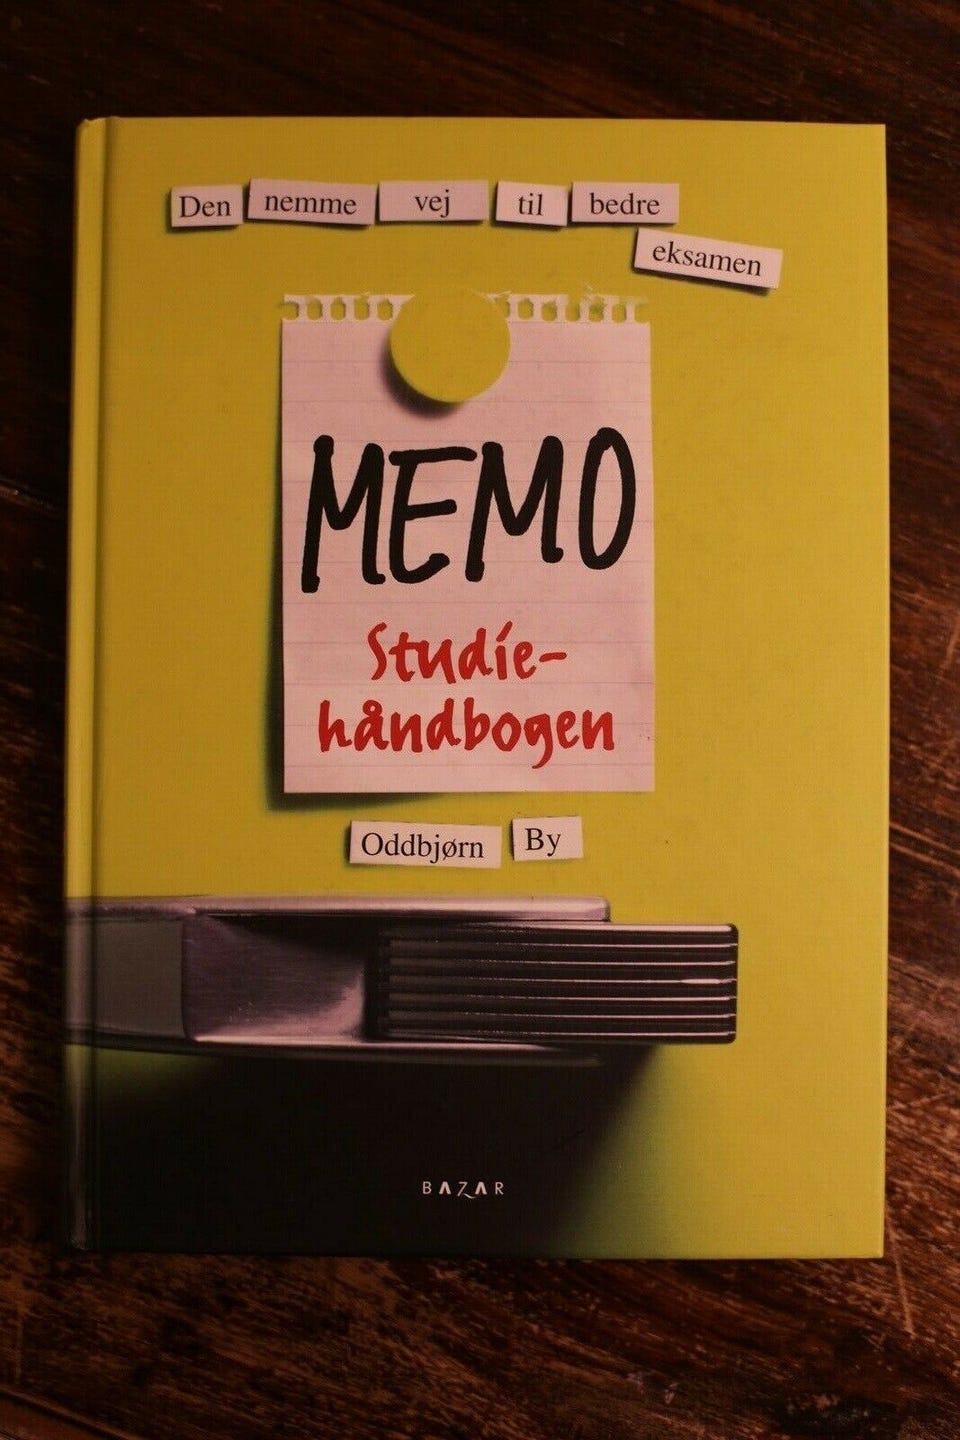 Den nemme vej til bedre
eksamen
MEMO
Studie-
håndbogen
Oddbjørn By
BAZAR